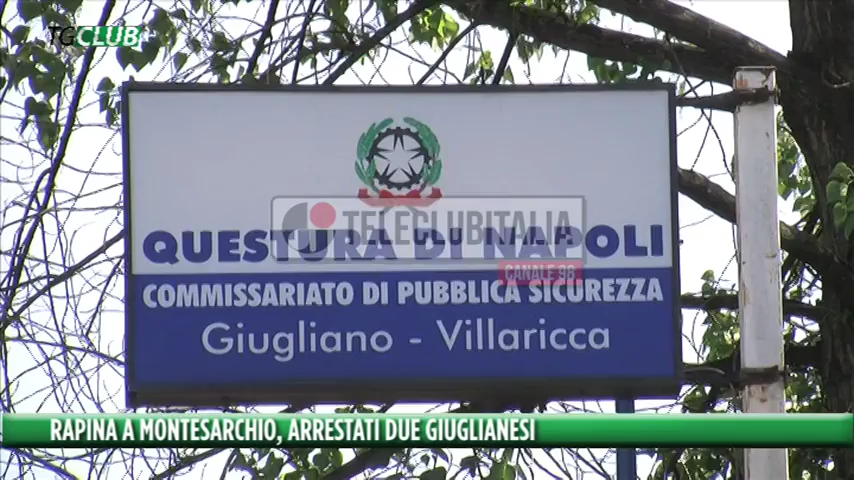 TGCLUB
TELECLUBITALIA
QUESTURA DI NAPOLI
CANALE 98
COMMISSARIATO DI PUBBLICA SICUREZZA
Giugliano - Villaricca
RAPINA A MONTESARCHIO, ARRESTATI DUE GIUGLIANESI